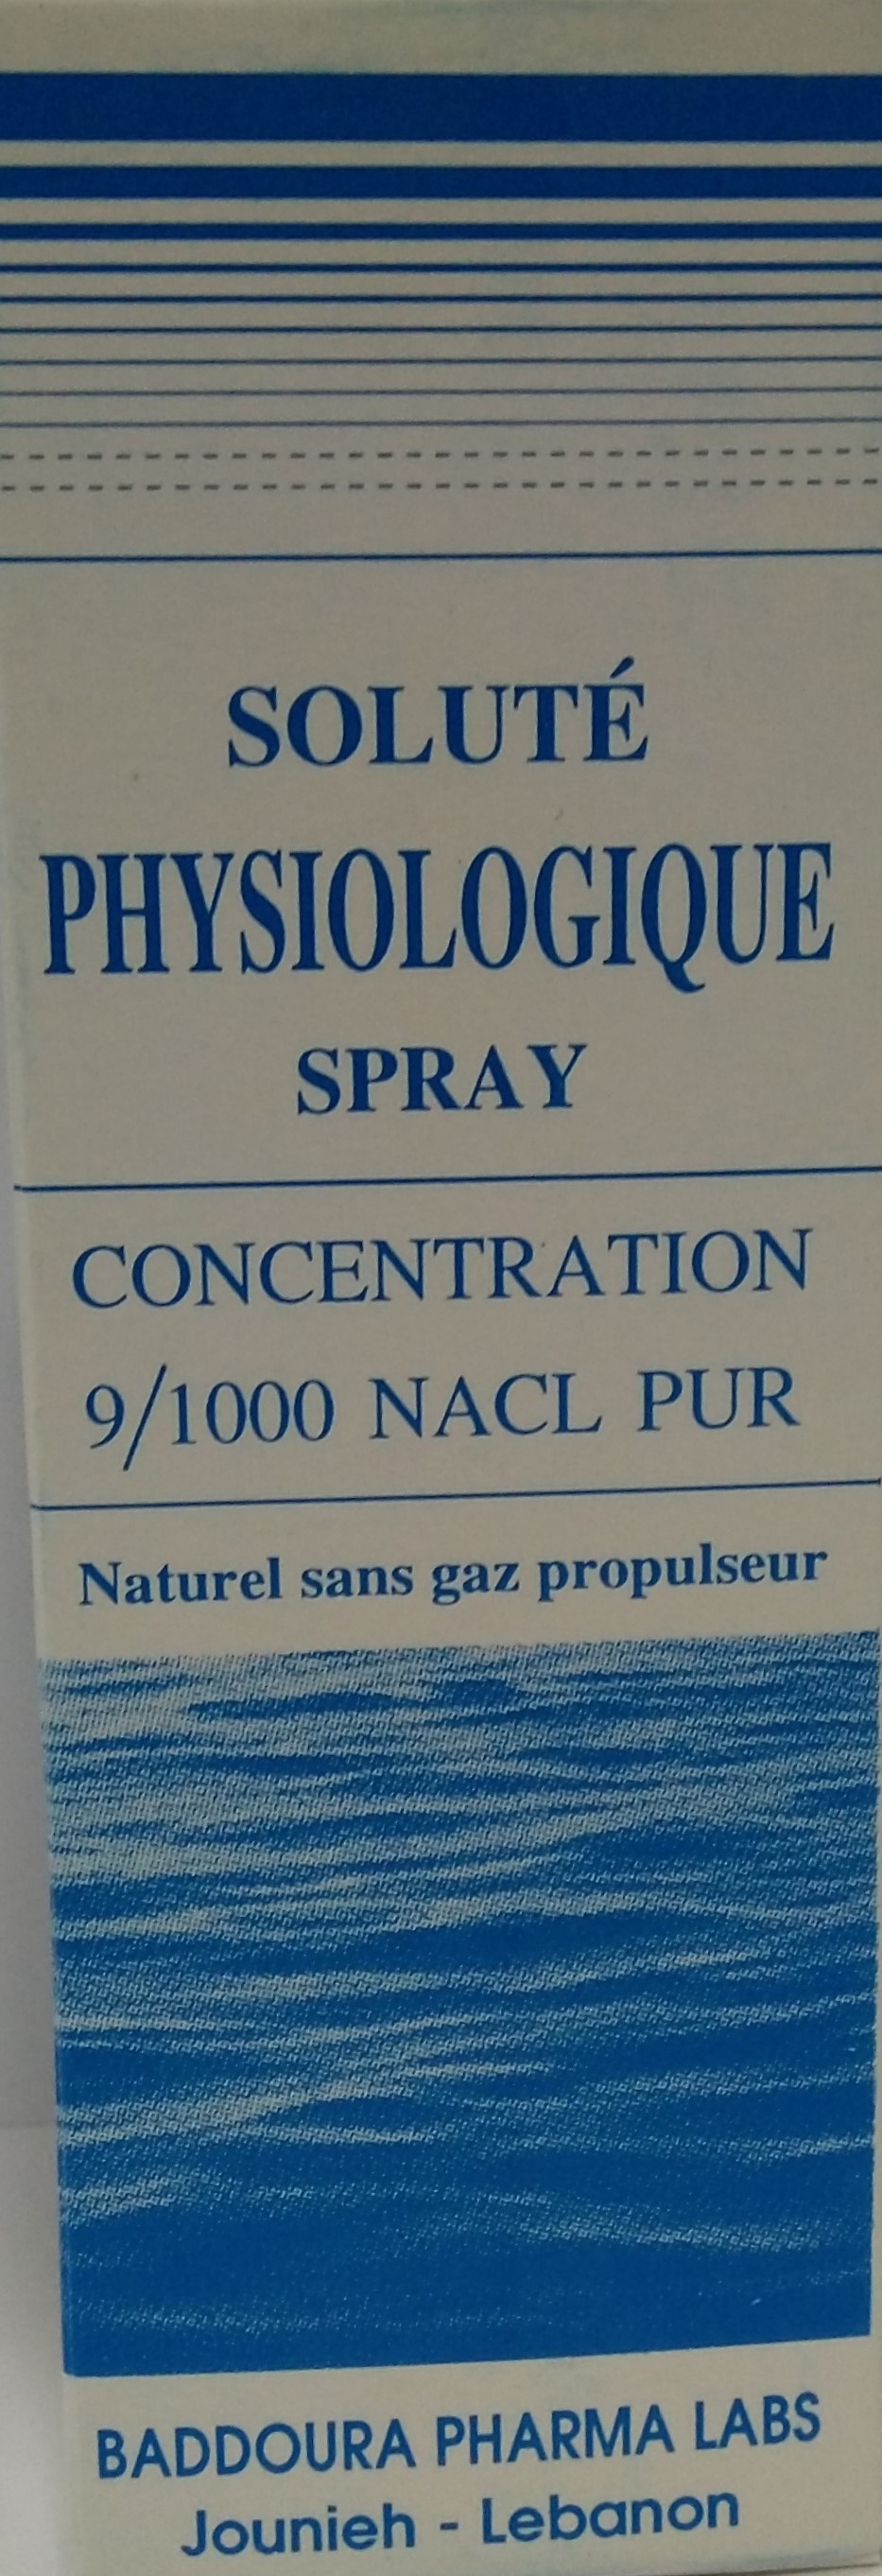 SOLUTÉ
PHYSIOLOGIQUE
SPRAY
CONCENTRATION
9/1000 NACL PUR
Naturel sans gaz propulseur
BADDOURA PHARMA LABS
Jounieh - Lebanon